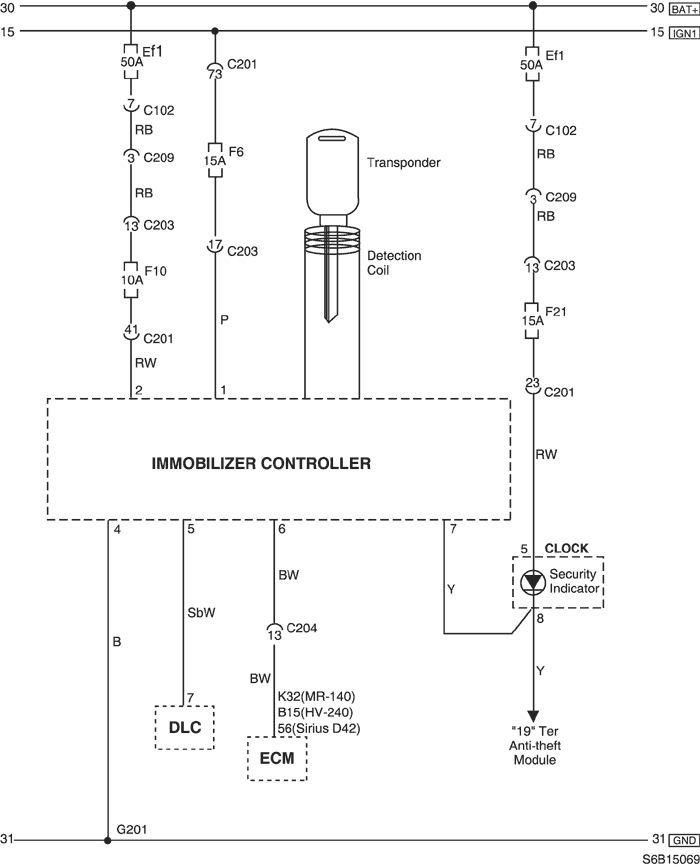 30 30 BAT+
15 15 IGN1
Ef1
50A
7 C102
RB
3 C209
RB
13 C203
F10
10A
41 C201
RW
2
C201
73
F6
15A
17 C203
P
1
Transponder
Detection
Coil
Ef1
50A
7 C102
RB
3 C209
RB
13 C203
F21
15A
23 C201
RW
IMMOBILIZER CONTROLLER
4
B
5
SbW
7
DLC
6
BW
13 C204
BW
K32(MR-140)
B15(HV-240)
56(Sirius D42)
ECM
7
Y
5 CLOCK
Security
Indicator
8
Y
"19" Ter
Anti-theft
Module
G201
31 31 GND
S6B15069